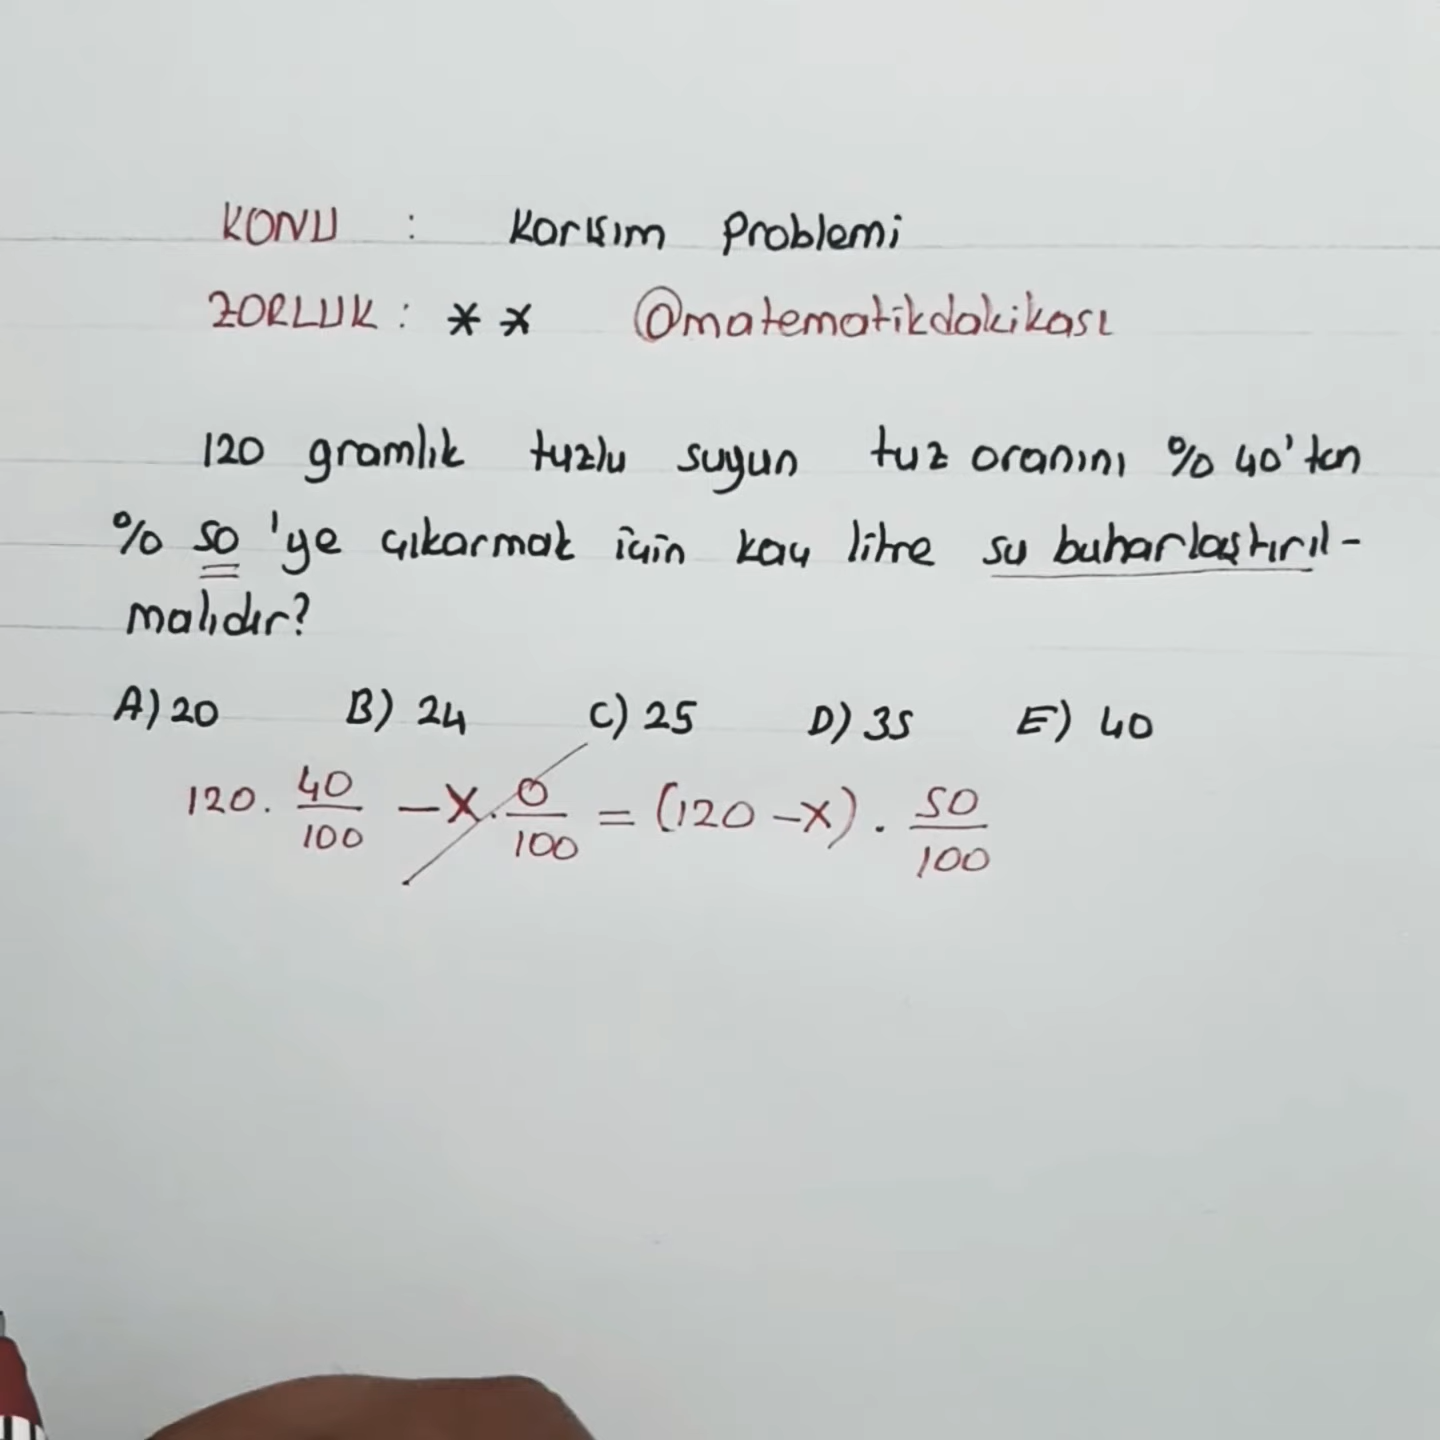 KONU : Karışım Problemi
ZORLUK : * * @matematikdakikası
120 gramlık tuzlu suyun tuz oranını % 40'tan
% 50 'ye çıkarmak için kaç litre su buharlaştırıl-
malıdır?
A) 20 B) 24 C) 25 D) 35 E) 40
120 . 40/100 - x . 0/100 = (120 - x) . 50/100